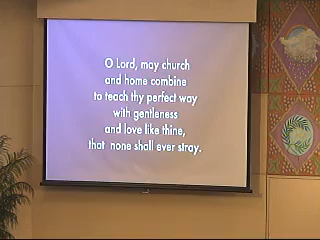 O Lord, may church
and home combine
to teach thy perfect way
with gentleness
and love like thine,
that none shall ever stray.